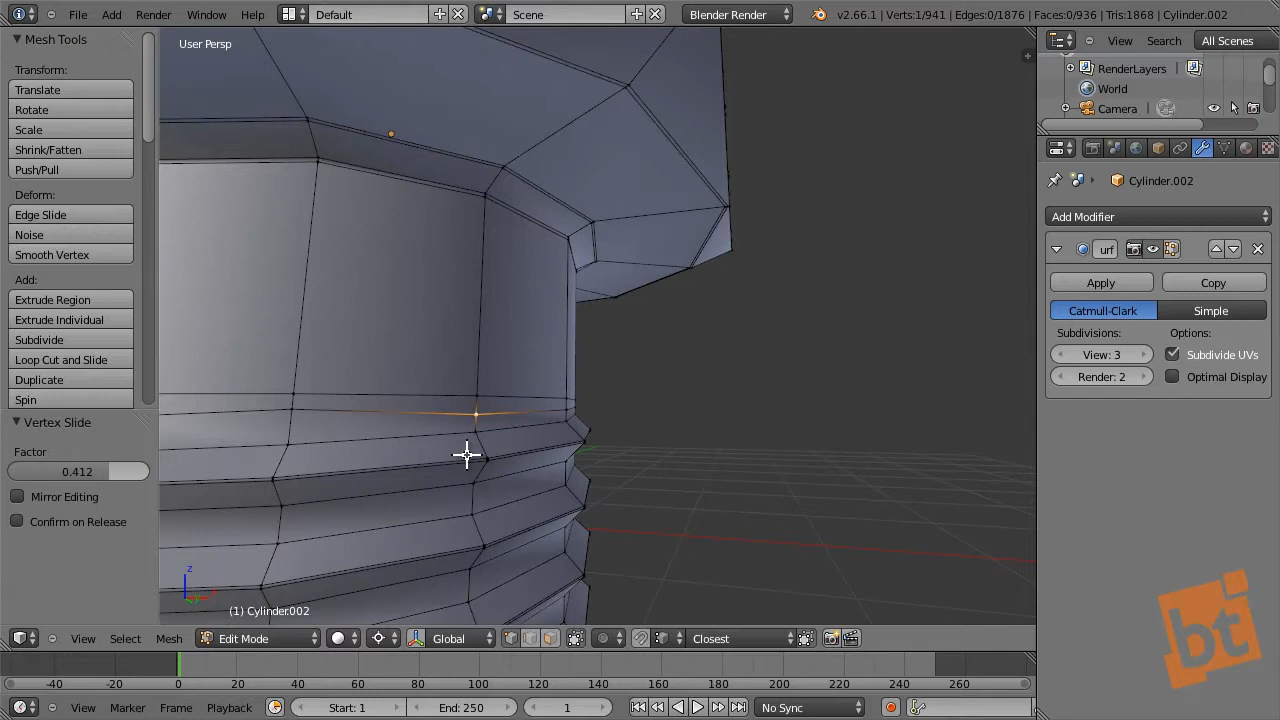 File Add Render Window Help Default Scene Blender Render v2.66.1 | Verts:1/941 | Edges:0/1876 | Faces:0/936 | Tris:1868 | Cylinder.002
Mesh Tools
Transform:
Translate
Rotate
Scale
Shrink/Fatten
Push/Pull
Deform:
Edge Slide
Noise
Smooth Vertex
Add:
Extrude Region
Extrude Individual
Subdivide
Loop Cut and Slide
Duplicate
Spin
Vertex Slide
Factor
0.412
Mirror Editing
Confirm on Release
User Persp
z
(1) Cylinder.002
View Search All Scenes
RenderLayers
World
Camera
Cylinder.002
Add Modifier
urf
Apply Copy
Catmull-Clark Simple
Subdivisions: Options:
View: 3 Subdivide UVs
Render: 2 Optimal Display
View Select Mesh Edit Mode Global Closest
-40 -20 0 20 40 60 80 100 120 140 160 180 200 220 240 260
View Marker Frame Playback Start: 1 End: 250 1 No Sync
bt